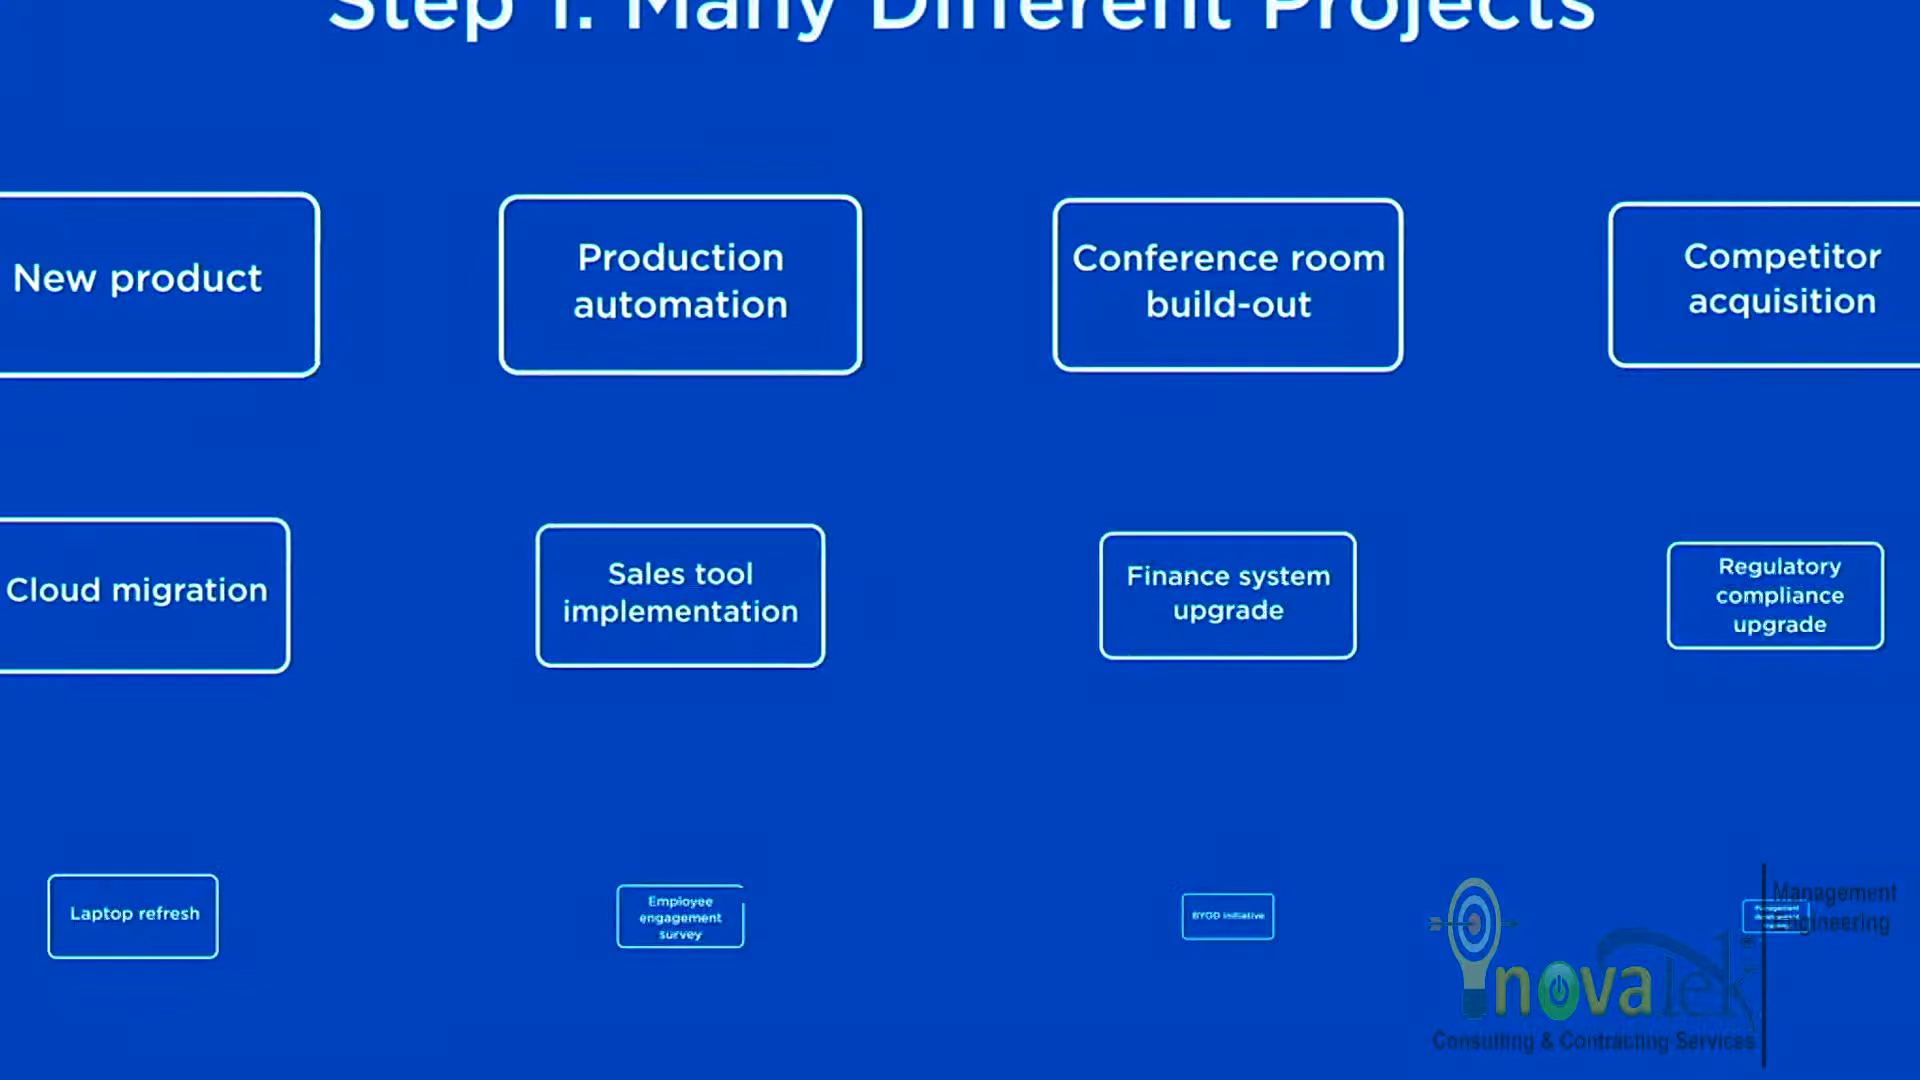 Step 1: Many Different Projects
New product
Production
automation
Conference room
build-out
Competitor
acquisition
Cloud migration
Sales tool
implementation
Finance system
upgrade
Regulatory
compliance
upgrade
Laptop refresh
Employee
engagement
survey
BYOD initiative
Management
Engineering
inovaTek
Consulting & Contracting Services